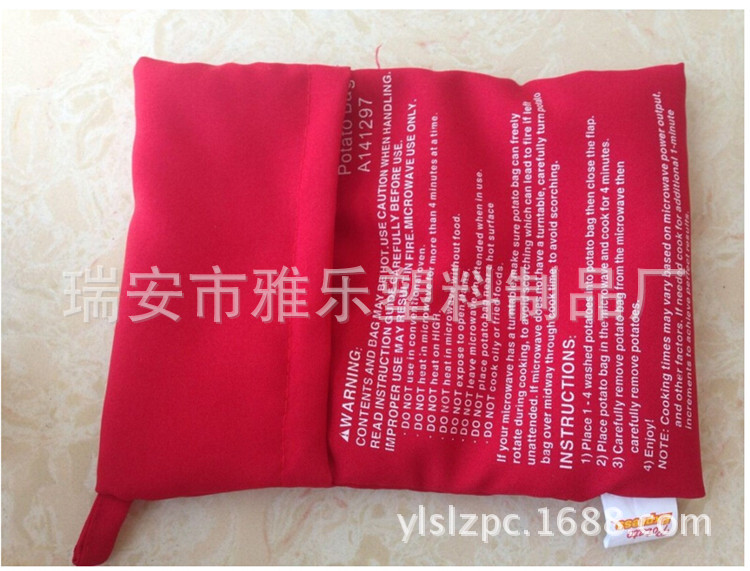 Potato Bag
A141297
▲WARNING:
CONTENTS AND BAG MAY BE HOT, USE CAUTION WHEN HANDLING.
READ INSTRUCTION GUIDE CAREFULLY BEFORE USE.
IMPROPER USE MAY RESULT IN FIRE. MICROWAVE USE ONLY.
· DO NOT use in conventional oven.
· DO NOT heat in microwave more than 4 minutes at a time.
· DO NOT heat on HIGH
· DO NOT heat in microwave without food.
· DO NOT expose to open
· DO NOT leave microwave unattended when in use.
· DO NOT place potato hot surface
· DO NOT cook oily or fried foods.
If your microwave has a turntable, make sure potato bag can freely
rotate during cooking, to avoid scorching which can lead to fire if left
unattended. If microwave does not have a turntable, carefully turn potato
bag over midway through cook time, to avoid scorching.
INSTRUCTIONS:
1) Place 1 - 4 washed potatoes into potato bag then close the flap.
2) Place potato bag in the microwave and cook for 4 minutes.
3) Carefully remove potato bag from the microwave then
carefully remove potatoes.
4) Enjoy!
NOTE: Cooking times may vary based on microwave power output,
and other factors. If needed cook for additional 1-minute
increments to achieve perfect results.
瑞安市雅乐塑料制品厂
ylslzpc.1688.com